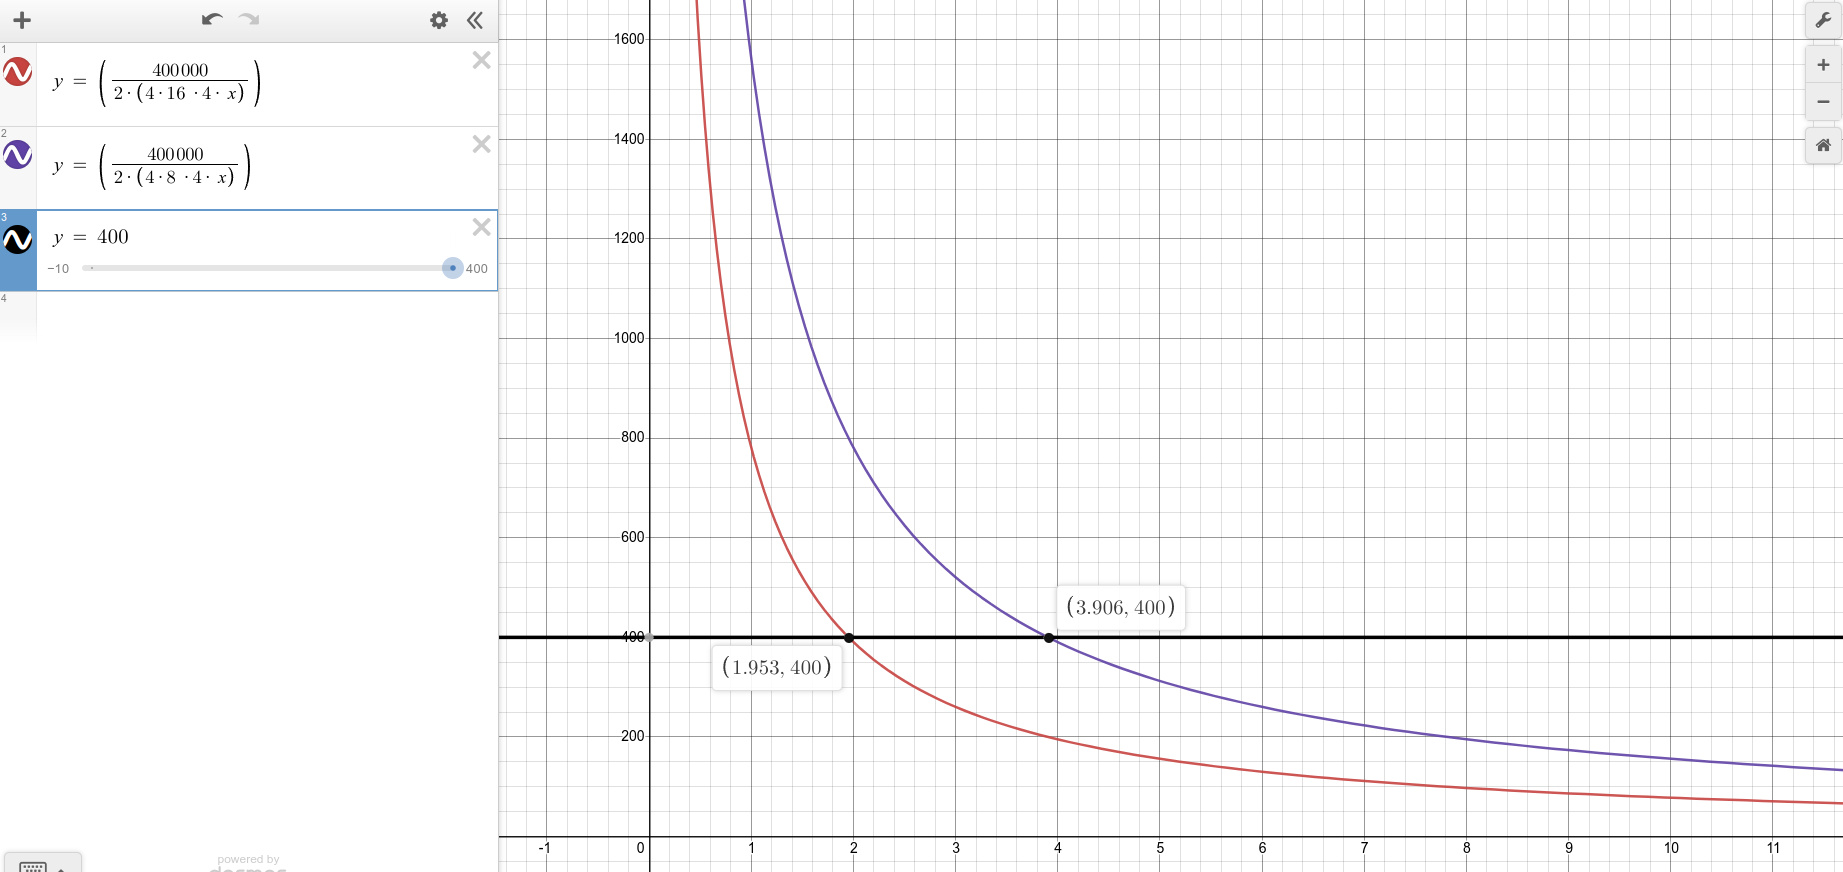 1
y = ( 400000 / 2 · (4 · 16 · 4 · x) )
2
y = ( 400000 / 2 · (4 · 8 · 4 · x) )
3
y = 400
−10
400
4
powered by
desmos
1600
1400
1200
1000
800
600
400
200
(3.906, 400)
(1.953, 400)
-1 0 1 2 3 4 5 6 7 8 9 10 11